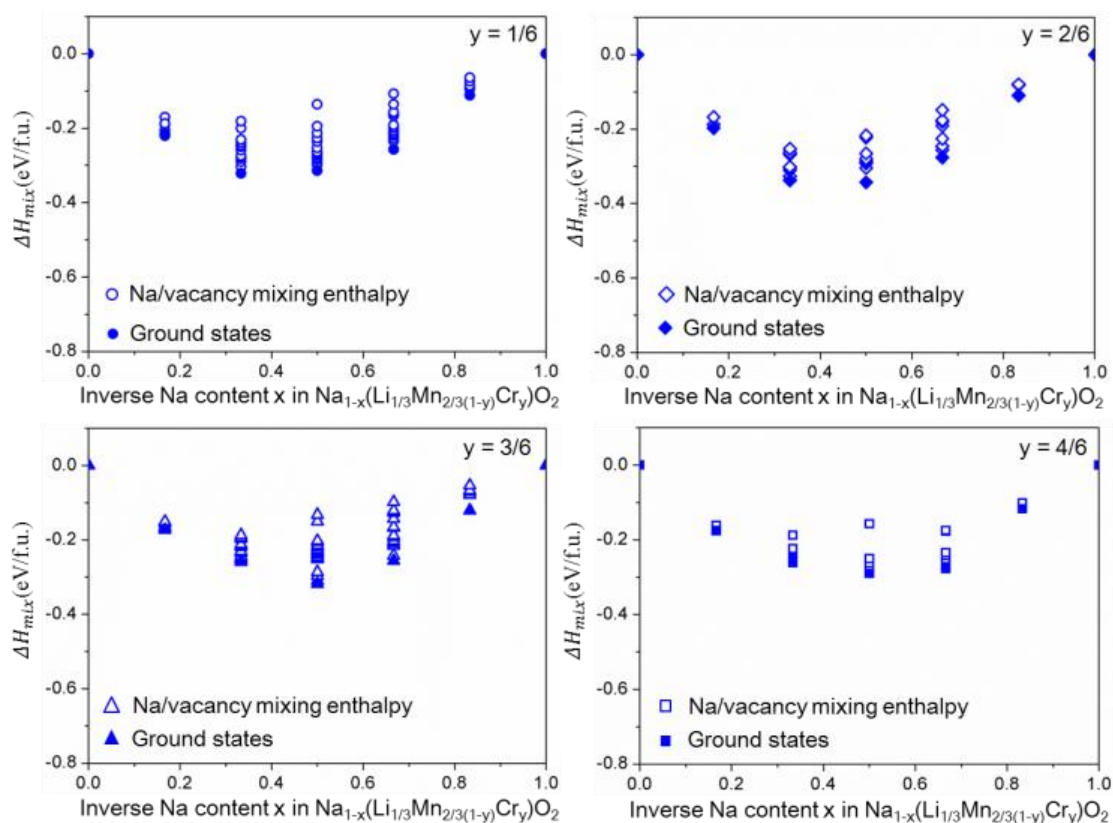 y = 1/6
0.0
-0.2
-0.4
-0.6
-0.8
ΔH_mix(eV/f.u.)
Na/vacancy mixing enthalpy
Ground states
0.0 0.2 0.4 0.6 0.8 1.0
Inverse Na content x in Na1-x(Li1/3Mn2/3(1-y)Cry)O2
y = 2/6
0.0
-0.2
-0.4
-0.6
-0.8
ΔH_mix(eV/f.u.)
Na/vacancy mixing enthalpy
Ground states
0.0 0.2 0.4 0.6 0.8 1.0
Inverse Na content x in Na1-x(Li1/3Mn2/3(1-y)Cry)O2
y = 3/6
0.0
-0.2
-0.4
-0.6
-0.8
ΔH_mix(eV/f.u.)
Na/vacancy mixing enthalpy
Ground states
0.0 0.2 0.4 0.6 0.8 1.0
Inverse Na content x in Na1-x(Li1/3Mn2/3(1-y)Cry)O2
y = 4/6
0.0
-0.2
-0.4
-0.6
-0.8
ΔH_mix(eV/f.u.)
Na/vacancy mixing enthalpy
Ground states
0.0 0.2 0.4 0.6 0.8 1.0
Inverse Na content x in Na1-x(Li1/3Mn2/3(1-y)Cry)O2